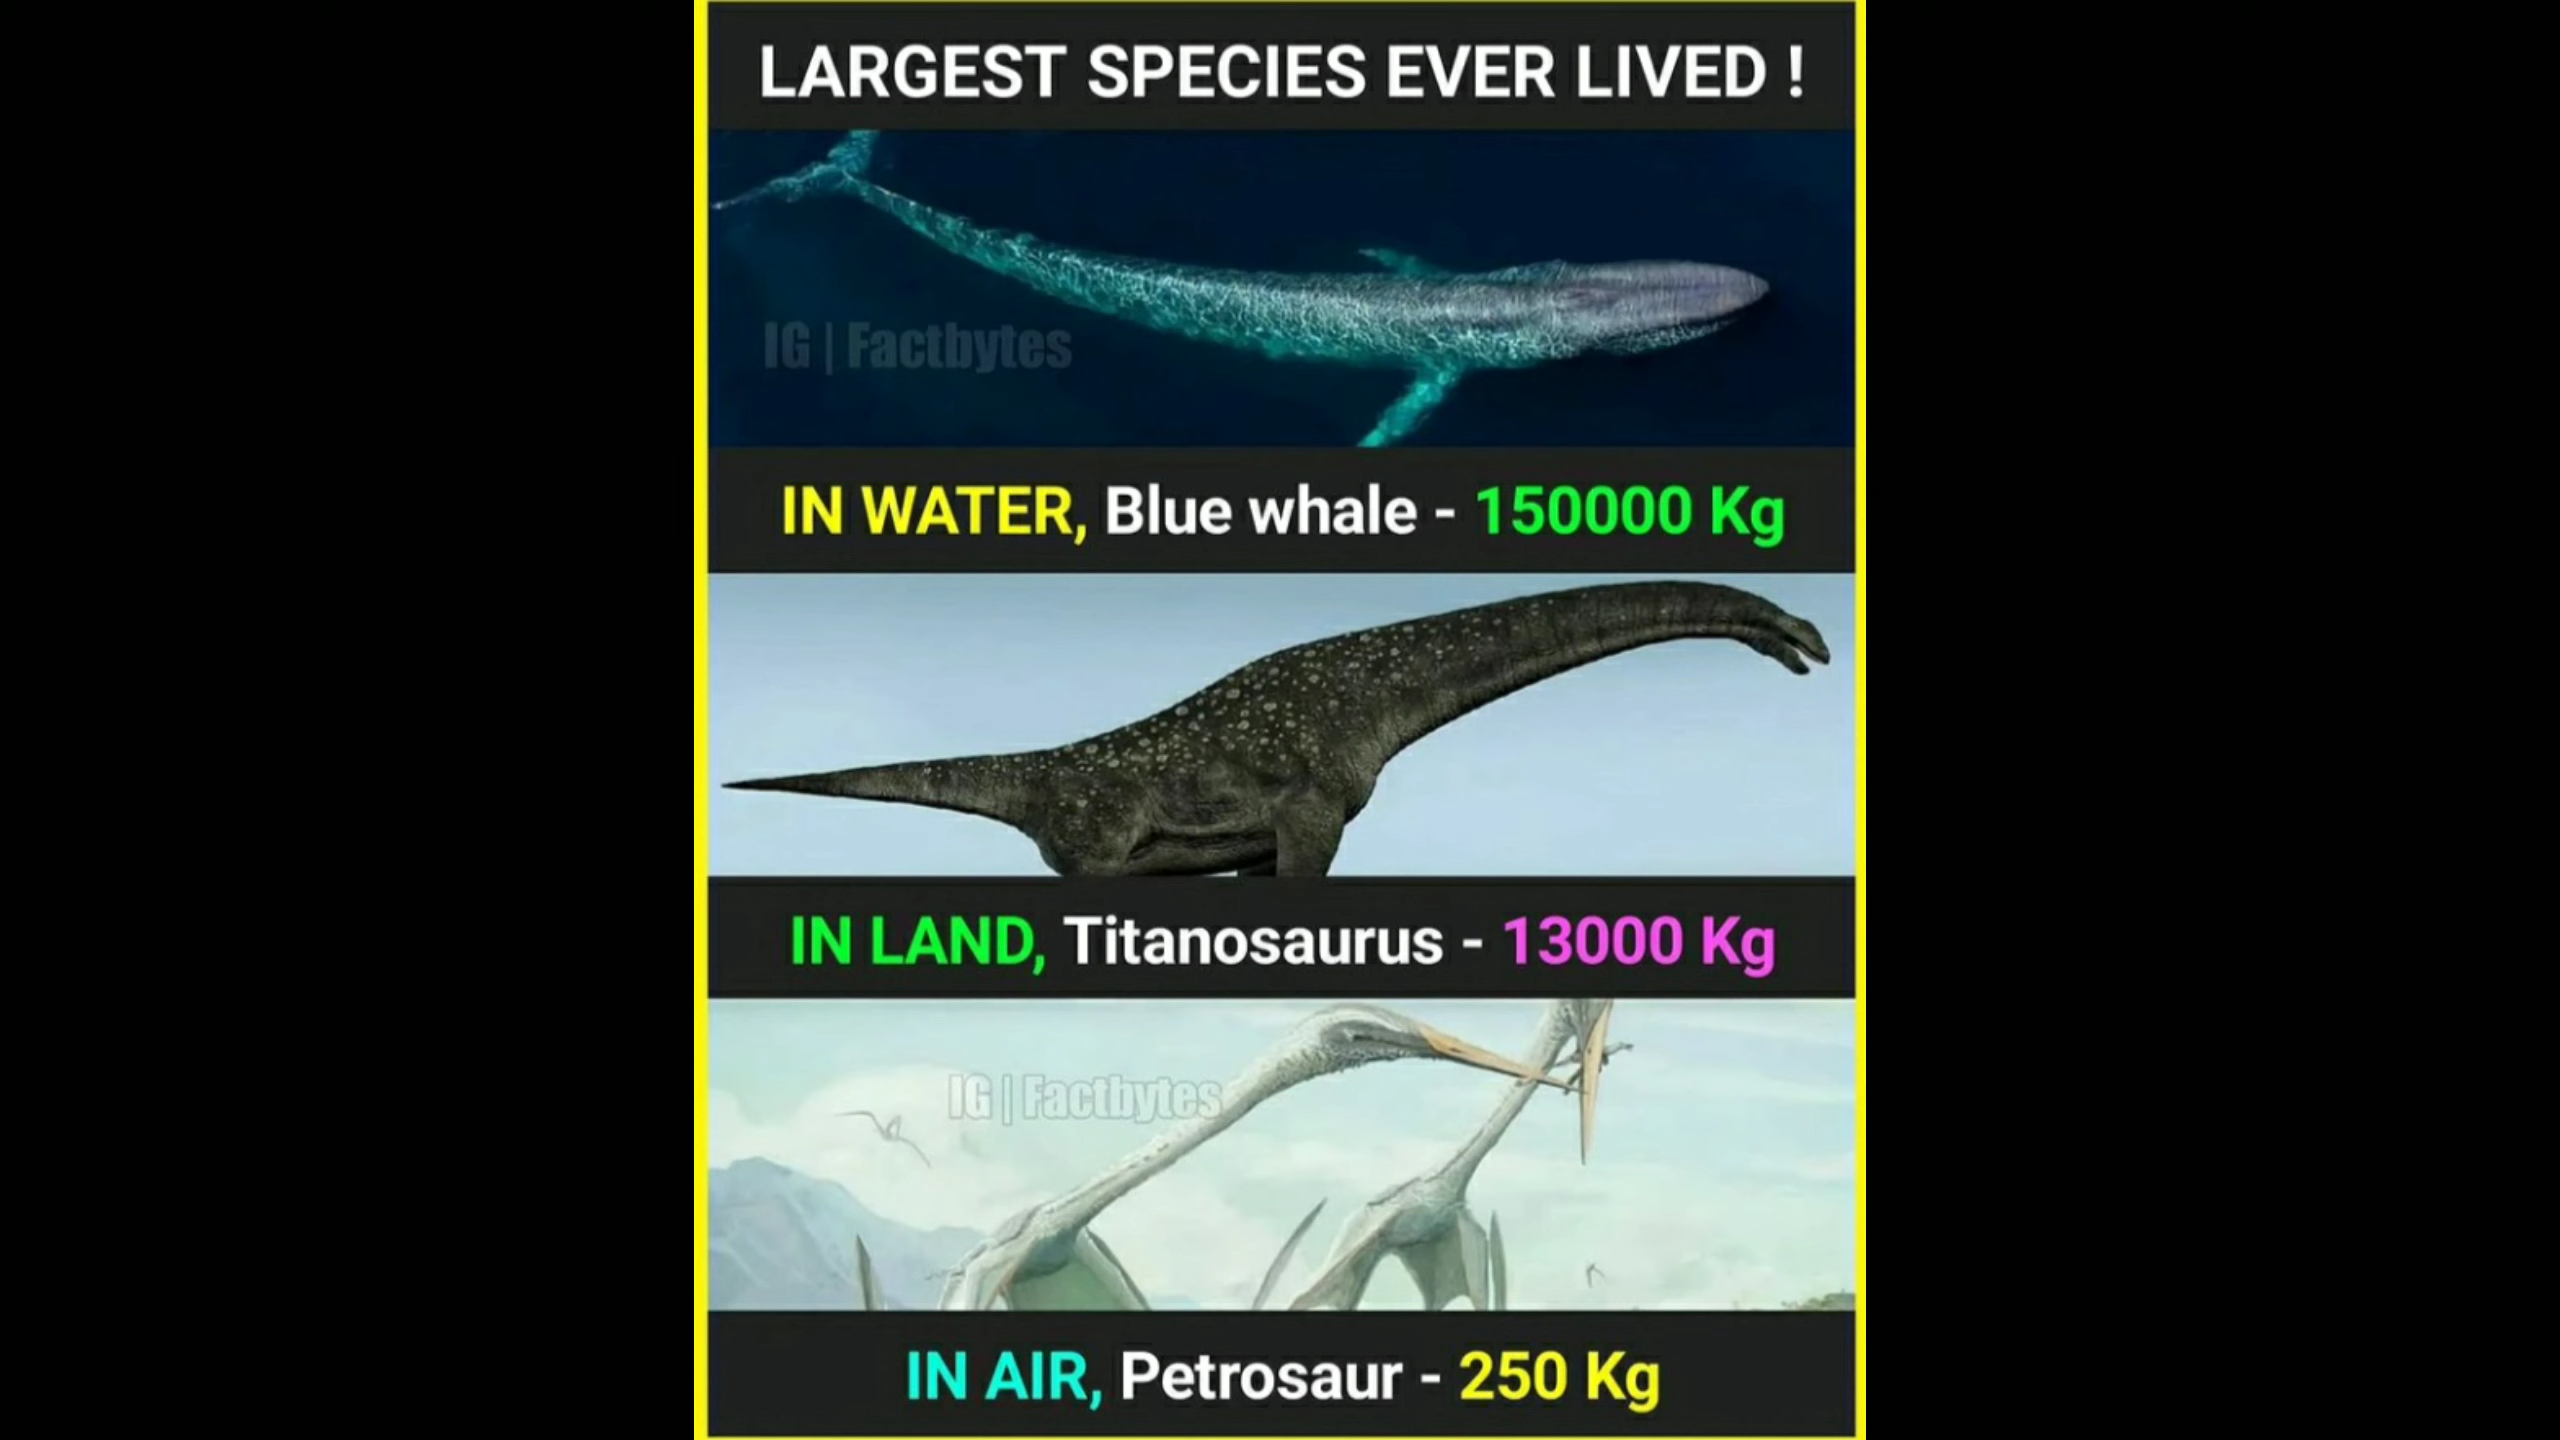 LARGEST SPECIES EVER LIVED !
IG | Factbytes
IN WATER, Blue whale - 150000 Kg
IN LAND, Titanosaurus - 13000 Kg
IG | Factbytes
IN AIR, Petrosaur - 250 Kg